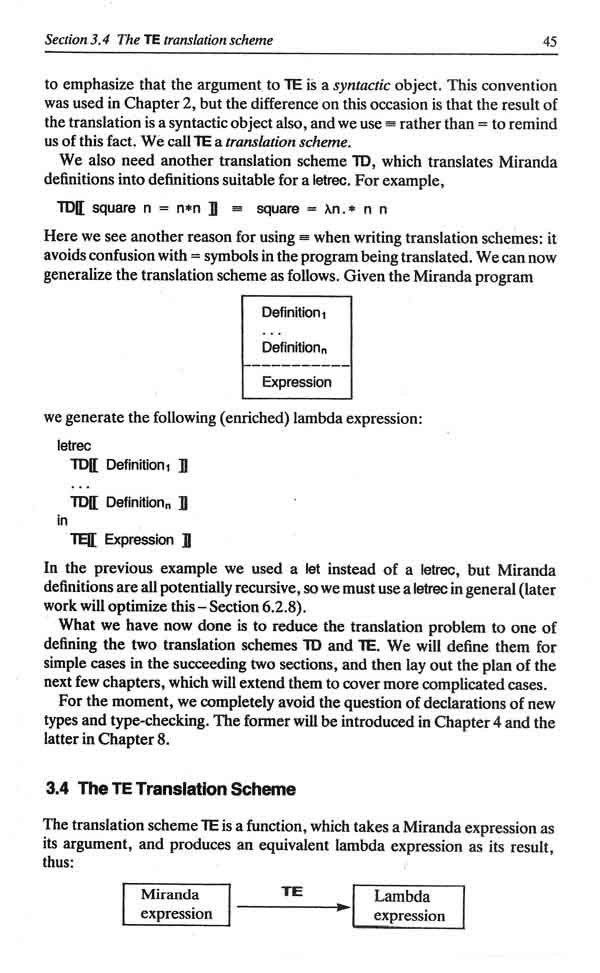 Section 3.4 The TE translation scheme 45
to emphasize that the argument to TE is a syntactic object. This convention
was used in Chapter 2, but the difference on this occasion is that the result of
the translation is a syntactic object also, and we use ≡ rather than = to remind
us of this fact. We call TE a translation scheme.
We also need another translation scheme TD, which translates Miranda
definitions into definitions suitable for a letrec. For example,
TD⟦ square n = n*n ⟧ ≡ square = λn.* n n
Here we see another reason for using ≡ when writing translation schemes: it
avoids confusion with = symbols in the program being translated. We can now
generalize the translation scheme as follows. Given the Miranda program
Definition₁
...
Definitionₙ
Expression
we generate the following (enriched) lambda expression:
letrec
TD⟦ Definition₁ ⟧
...
TD⟦ Definitionₙ ⟧
in
TE⟦ Expression ⟧
In the previous example we used a let instead of a letrec, but Miranda
definitions are all potentially recursive, so we must use a letrec in general (later
work will optimize this – Section 6.2.8).
What we have now done is to reduce the translation problem to one of
defining the two translation schemes TD and TE. We will define them for
simple cases in the succeeding two sections, and then lay out the plan of the
next few chapters, which will extend them to cover more complicated cases.
For the moment, we completely avoid the question of declarations of new
types and type-checking. The former will be introduced in Chapter 4 and the
latter in Chapter 8.
3.4 The TE Translation Scheme
The translation scheme TE is a function, which takes a Miranda expression as
its argument, and produces an equivalent lambda expression as its result,
thus:
Miranda TE Lambda
expression expression